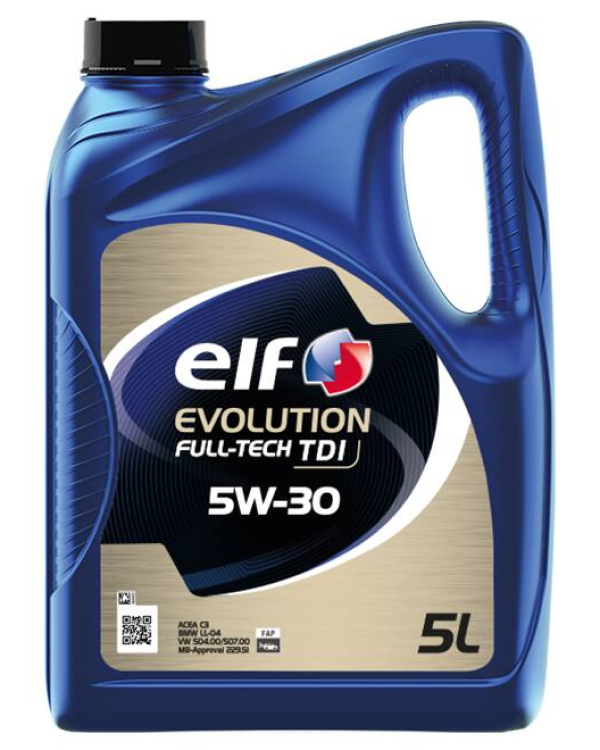 elf
EVOLUTION
FULL-TECH TDI
5W-30
ACEA C3
BMW LL-04
VW 504.00/507.00
MB-Approval 229.51
FAP
5L